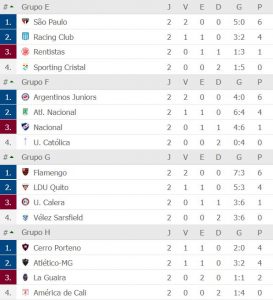 # Grupo E J V E D G P
1. São Paulo 2 2 0 0 5:0 6
2. Racing Club 2 1 1 0 3:2 4
3. Rentistas 2 0 1 1 1:3 1
4. Sporting Cristal 2 0 0 2 1:5 0
# Grupo F J V E D G P
1. Argentinos Juniors 2 2 0 0 4:0 6
2. Atl. Nacional 2 1 1 0 6:4 4
3. Nacional 2 0 1 1 4:6 1
4. U. Católica 2 0 0 2 0:4 0
# Grupo G J V E D G P
1. Flamengo 2 2 0 0 7:3 6
2. LDU Quito 2 1 1 0 5:3 4
3. U. Calera 2 0 1 1 3:6 1
4. Vélez Sarsfield 2 0 0 2 3:6 0
# Grupo H J V E D G P
1. Cerro Porteno 2 1 1 0 2:0 4
2. Atlético-MG 2 1 1 0 3:2 4
3. La Guaira 2 0 2 0 1:1 2
4. América de Cali 2 0 0 2 1:4 0